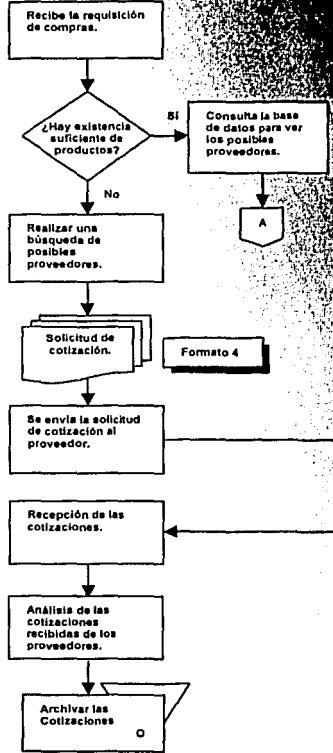 Recibe la requisición
de compras.
¿Hay existencia
suficiente de
productos?
Sí
Consulta la base
de datos para ver
los posibles
proveedores.
No
A
Realizar una
búsqueda de
posibles
proveedores.
Solicitud de
cotización.
Formato 4
Se envía la solicitud
de cotización al
proveedor.
Recepción de las
cotizaciones.
Análisis de las
cotizaciones
recibidas de los
proveedores.
Archivar las
Cotizaciones
O